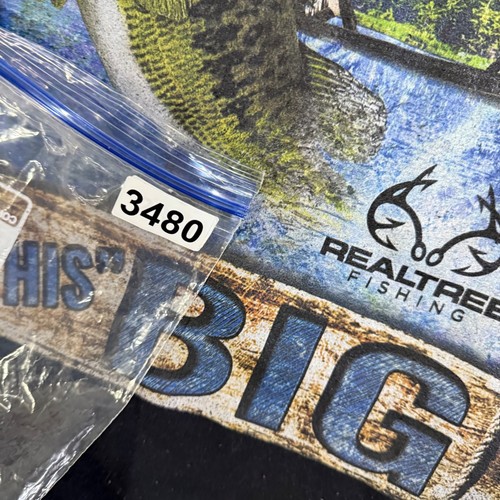 3480
REALTREE
FISHING
HIS" BIG